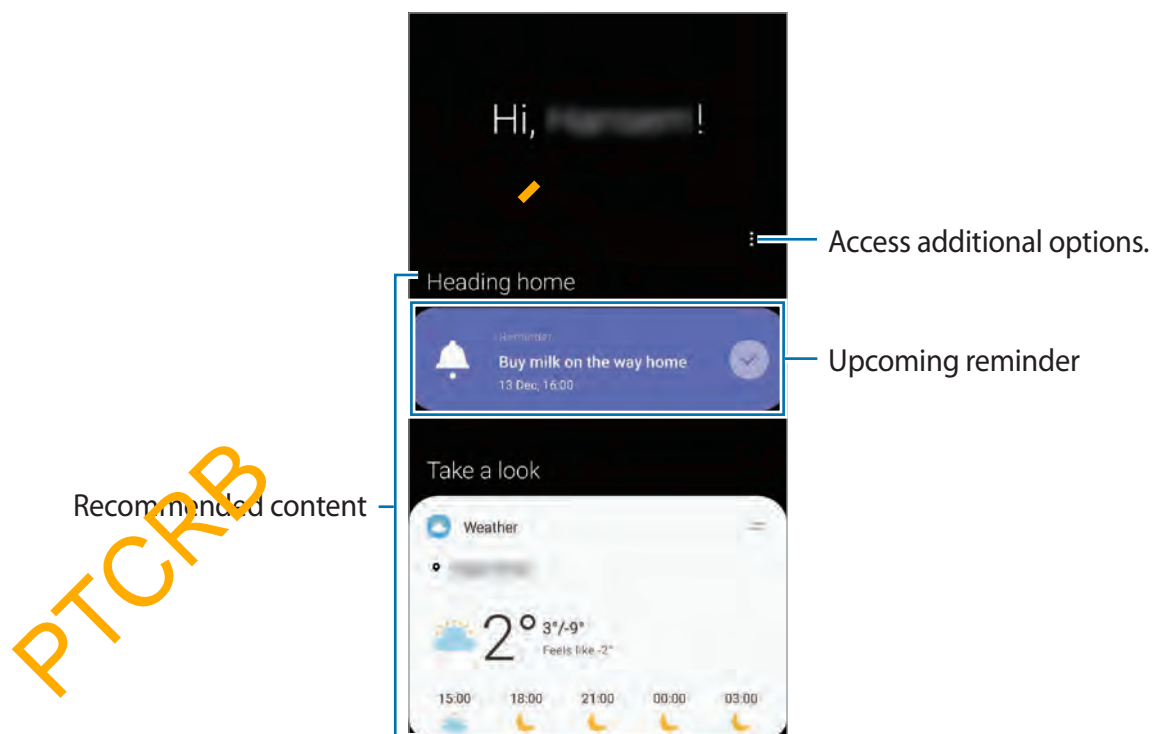 Hi, !
Access additional options.
Heading home
Reminder
Buy milk on the way home
13 Dec, 16:00
Upcoming reminder
Take a look
Recommended content
PTCRB
Weather
2° 3°/-9°
Feels like -2°
15:00 18:00 21:00 00:00 03:00